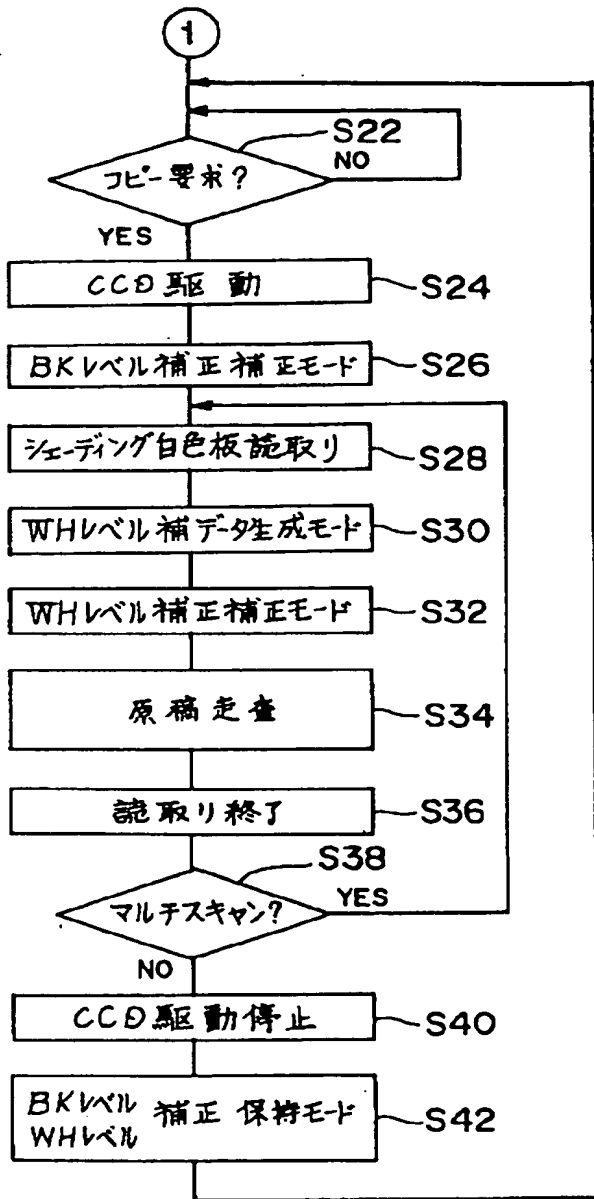 1
S22
NO
コピー要求?
YES
CCD駆動
S24
BKレベル補正補正モード
S26
シェーディング白色板読取り
S28
WHレベル補データ生成モード
S30
WHレベル補正補正モード
S32
原稿走査
S34
読取り終了
S36
S38
マルチスキャン?
YES
NO
CCD駆動停止
S40
BKレベル
WHレベル
補正 保持モード
S42